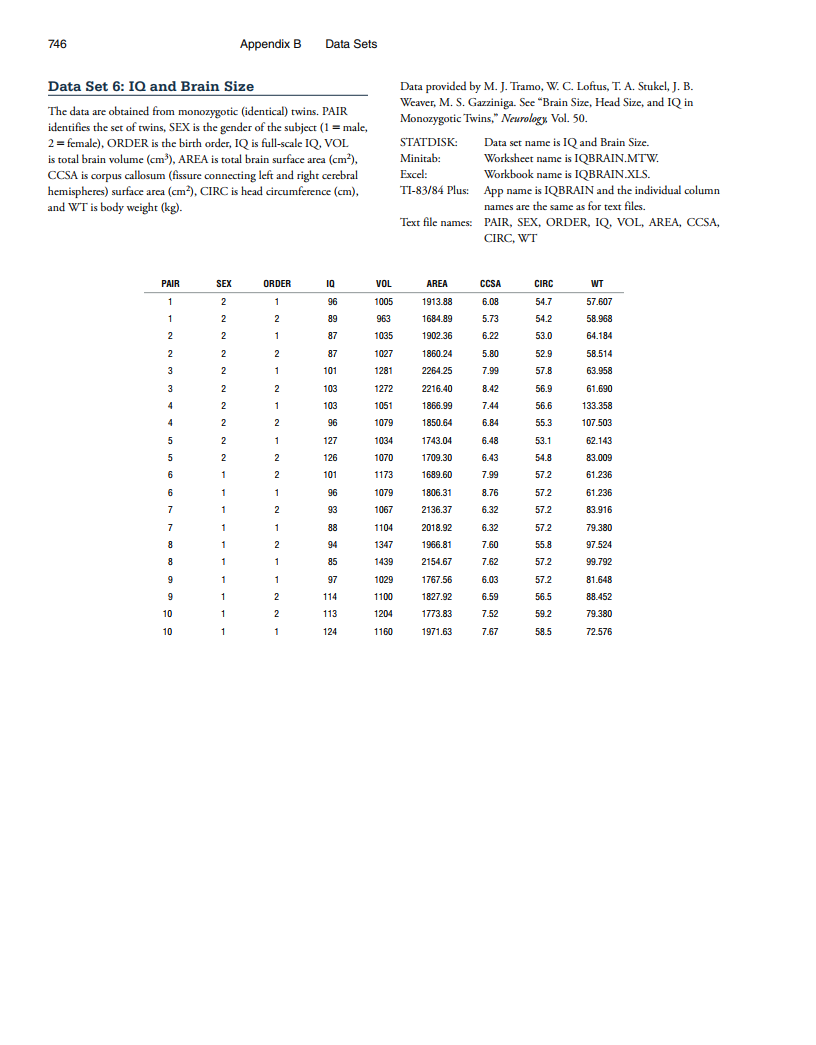 746 Appendix B Data Sets
Data Set 6: IQ and Brain Size
The data are obtained from monozygotic (identical) twins. PAIR
identifies the set of twins, SEX is the gender of the subject (1 = male,
2 = female), ORDER is the birth order, IQ is full-scale IQ, VOL
is total brain volume (cm³), AREA is total brain surface area (cm²),
CCSA is corpus callosum (fissure connecting left and right cerebral
hemispheres) surface area (cm²), CIRC is head circumference (cm),
and WT is body weight (kg).
Data provided by M. J. Tramo, W. C. Loftus, T. A. Stukel, J. B.
Weaver, M. S. Gazziniga. See “Brain Size, Head Size, and IQ in
Monozygotic Twins,” Neurology, Vol. 50.
STATDISK: Data set name is IQ and Brain Size.
Minitab: Worksheet name is IQBRAIN.MTW.
Excel: Workbook name is IQBRAIN.XLS.
TI-83/84 Plus: App name is IQBRAIN and the individual column
names are the same as for text files.
Text file names: PAIR, SEX, ORDER, IQ, VOL, AREA, CCSA,
CIRC, WT
PAIR SEX ORDER IQ VOL AREA CCSA CIRC WT
1 2 1 96 1005 1913.88 6.08 54.7 57.607
1 2 2 89 963 1684.89 5.73 54.2 58.968
2 2 1 87 1035 1902.36 6.22 53.0 64.184
2 2 2 87 1027 1860.24 5.80 52.9 58.514
3 2 1 101 1281 2264.25 7.99 57.8 63.958
3 2 2 103 1272 2216.40 8.42 56.9 61.690
4 2 1 103 1051 1866.99 7.44 56.6 133.358
4 2 2 96 1079 1850.64 6.84 55.3 107.503
5 2 1 127 1034 1743.04 6.48 53.1 62.143
5 2 2 126 1070 1709.30 6.43 54.8 83.009
6 1 2 101 1173 1689.60 7.99 57.2 61.236
6 1 1 96 1079 1806.31 8.76 57.2 61.236
7 1 2 93 1067 2136.37 6.32 57.2 83.916
7 1 1 88 1104 2018.92 6.32 57.2 79.380
8 1 2 94 1347 1966.81 7.60 55.8 97.524
8 1 1 85 1439 2154.67 7.62 57.2 99.792
9 1 1 97 1029 1767.56 6.03 57.2 81.648
9 1 2 114 1100 1827.92 6.59 56.5 88.452
10 1 2 113 1204 1773.83 7.52 59.2 79.380
10 1 1 124 1160 1971.63 7.67 58.5 72.576